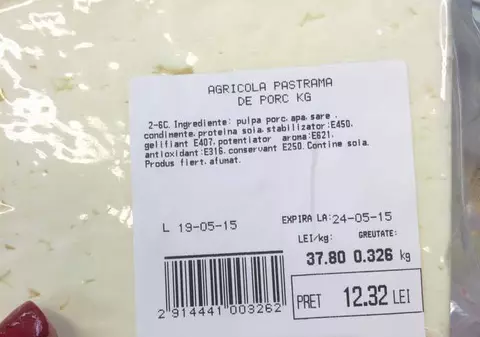 AGRICOLA PASTRAMA
DE PORC KG
2-6C. Ingrediente: pulpa porc, apa, sare,
condimente, proteina soia, stabilizator:E450,
gelifiant E407, potentiator aroma:E621,
antioxidant:E316, conservant E250. Contine soia.
Produs fiert, afumat.
L 19-05-15 EXPIRA LA: 24-05-15
LEI/kg: GREUTATE:
37.80 0.326 kg
PRET 12.32 LEI
2 914441 003262